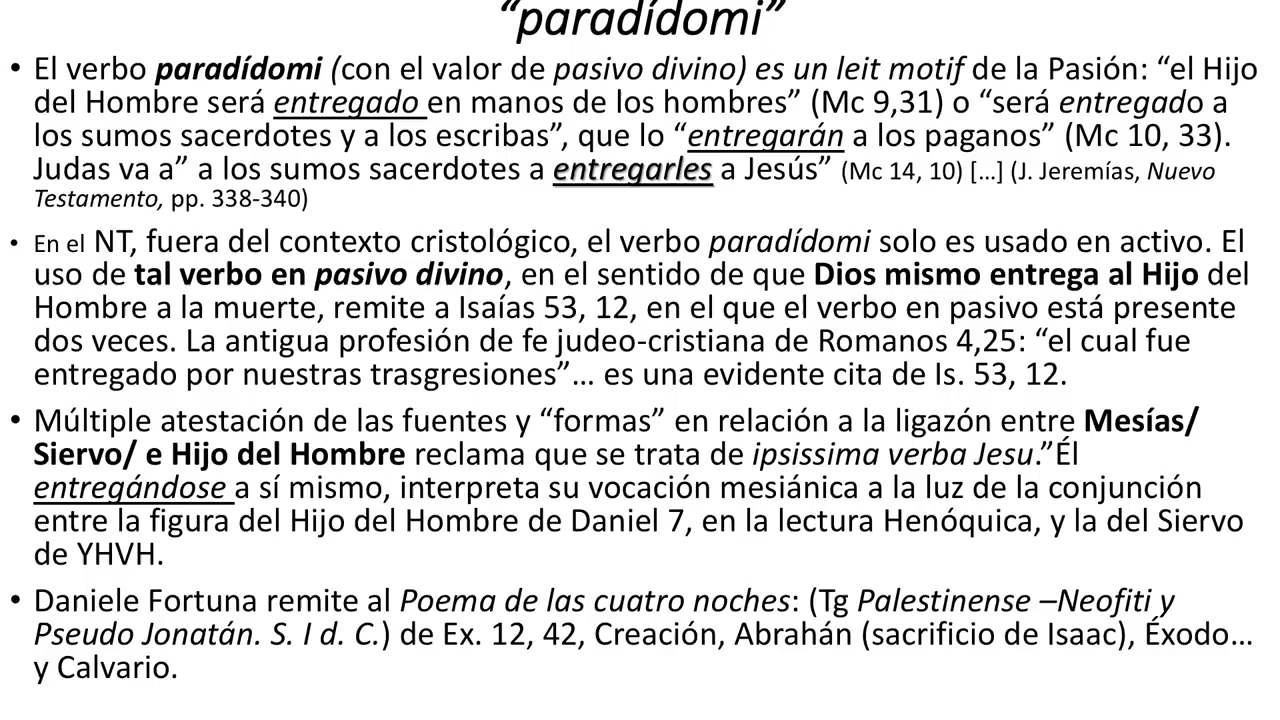 “paradídomi”
• El verbo paradídomi (con el valor de pasivo divino) es un leit motif de la Pasión: “el Hijo
del Hombre será entregado en manos de los hombres” (Mc 9,31) o “será entregado a
los sumos sacerdotes y a los escribas”, que lo “entregarán a los paganos” (Mc 10, 33).
Judas va a” a los sumos sacerdotes a entregarles a Jesús” (Mc 14, 10) […] (J. Jeremías, Nuevo
Testamento, pp. 338-340)
• En el NT, fuera del contexto cristológico, el verbo paradídomi solo es usado en activo. El
uso de tal verbo en pasivo divino, en el sentido de que Dios mismo entrega al Hijo del
Hombre a la muerte, remite a Isaías 53, 12, en el que el verbo en pasivo está presente
dos veces. La antigua profesión de fe judeo-cristiana de Romanos 4,25: “el cual fue
entregado por nuestras trasgresiones”… es una evidente cita de Is. 53, 12.
• Múltiple atestación de las fuentes y “formas” en relación a la ligazón entre Mesías/
Siervo/ e Hijo del Hombre reclama que se trata de ipsissima verba Jesu.”Él
entregándose a sí mismo, interpreta su vocación mesiánica a la luz de la conjunción
entre la figura del Hijo del Hombre de Daniel 7, en la lectura Henóquica, y la del Siervo
de YHVH.
• Daniele Fortuna remite al Poema de las cuatro noches: (Tg Palestinense –Neofiti y
Pseudo Jonatán. S. I d. C.) de Ex. 12, 42, Creación, Abrahán (sacrificio de Isaac), Éxodo…
y Calvario.